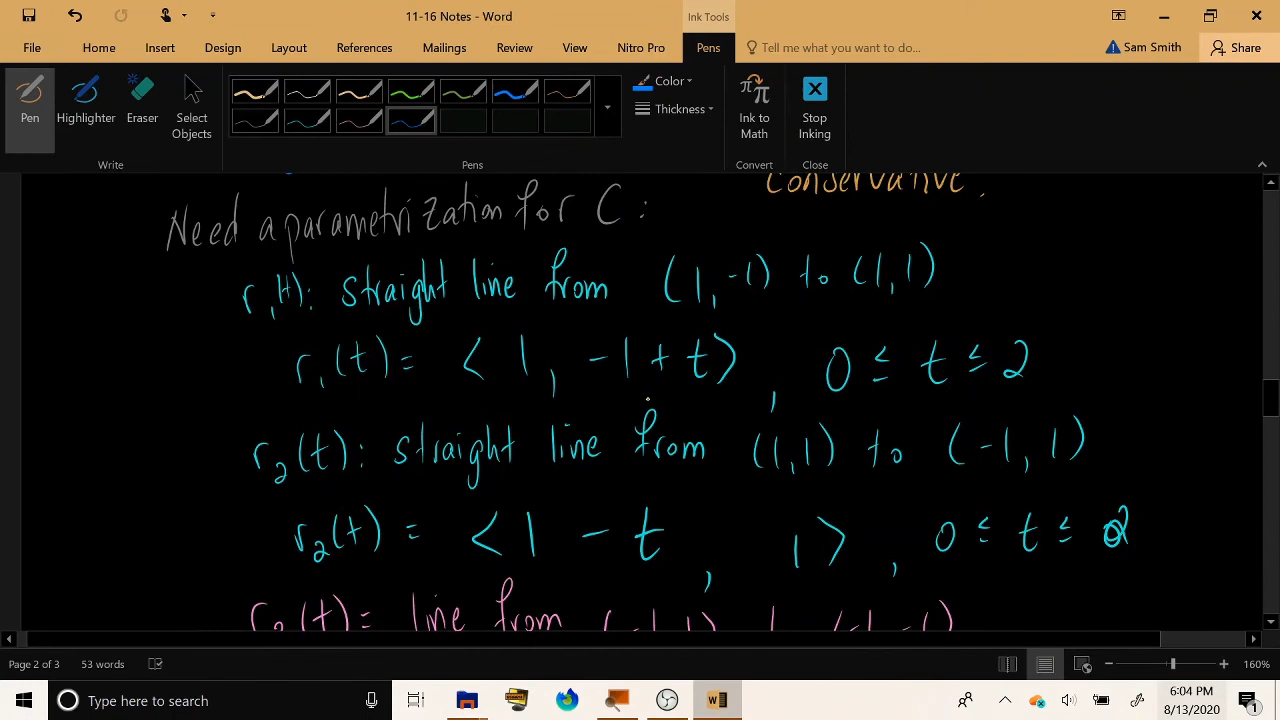 11-16 Notes - Word
Ink Tools
File Home Insert Design Layout References Mailings Review View Nitro Pro Pens Tell me what you want to do... Sam Smith Share
Pen Highlighter Eraser Select Objects Color Thickness Ink to Math Stop Inking
Write Pens Convert Close
Conservative.
Need a parametrization for C:
r₁(t): straight line from (1,-1) to (1,1)
r₁(t) = <1, -1+t>, 0 ≤ t ≤ 2
r₂(t): straight line from (1,1) to (-1, 1)
r₂(t) = <1 - t, 1>, 0 ≤ t ≤ 2
line from
Page 2 of 3 53 words 160%
Type here to search
6:04 PM
8/13/2020
1